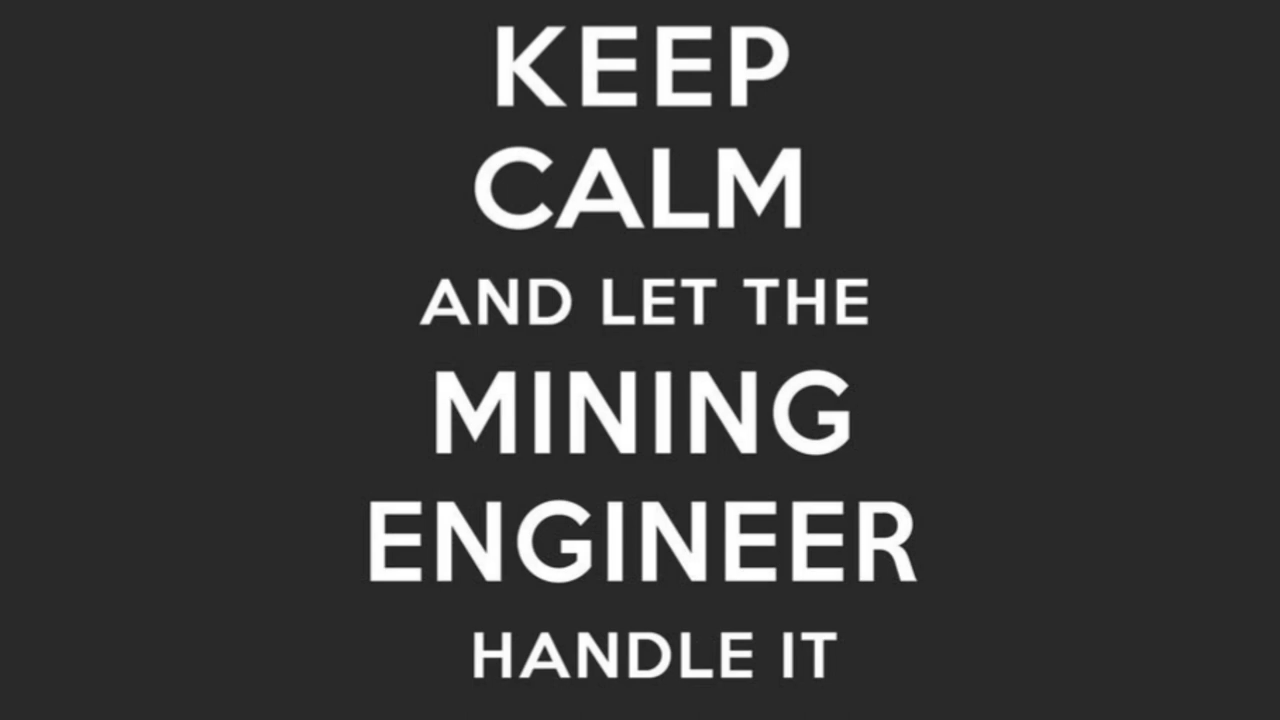 KEEP
CALM
AND LET THE
MINING
ENGINEER
HANDLE IT